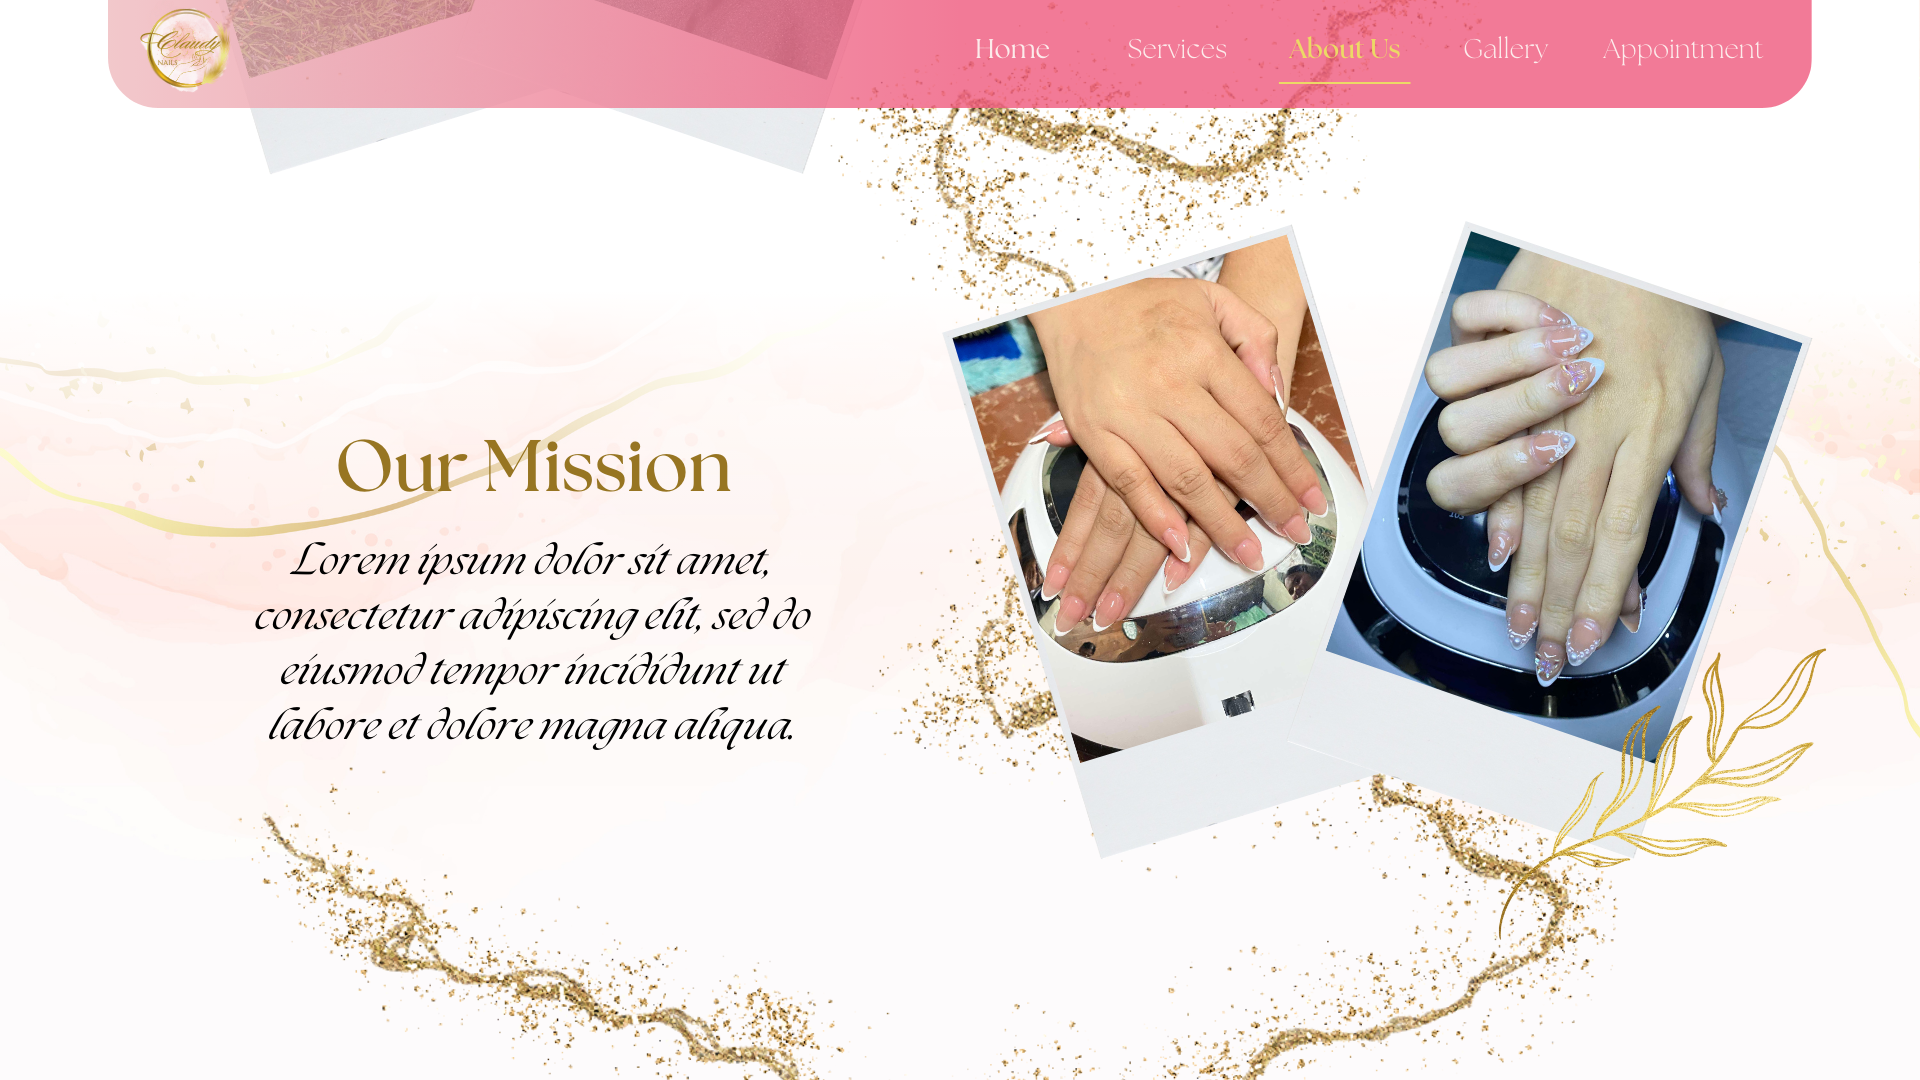 Claudy
NAILS
Home
Services
About Us
Gallery
Appointment
Our Mission
Lorem ipsum dolor sit amet,
consectetur adipiscing elit, sed do
eiusmod tempor incididunt ut
labore et dolore magna aliqua.